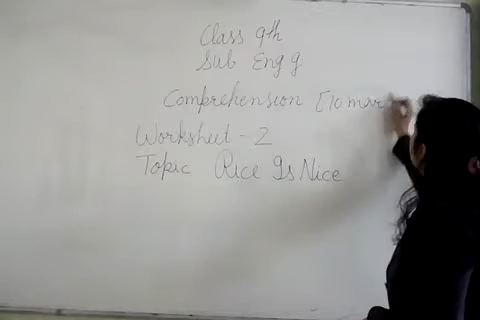 Class 9th
Sub Eng g
Comprehension [10 mar
Worksheet - 2
Topic Rice Is Nice